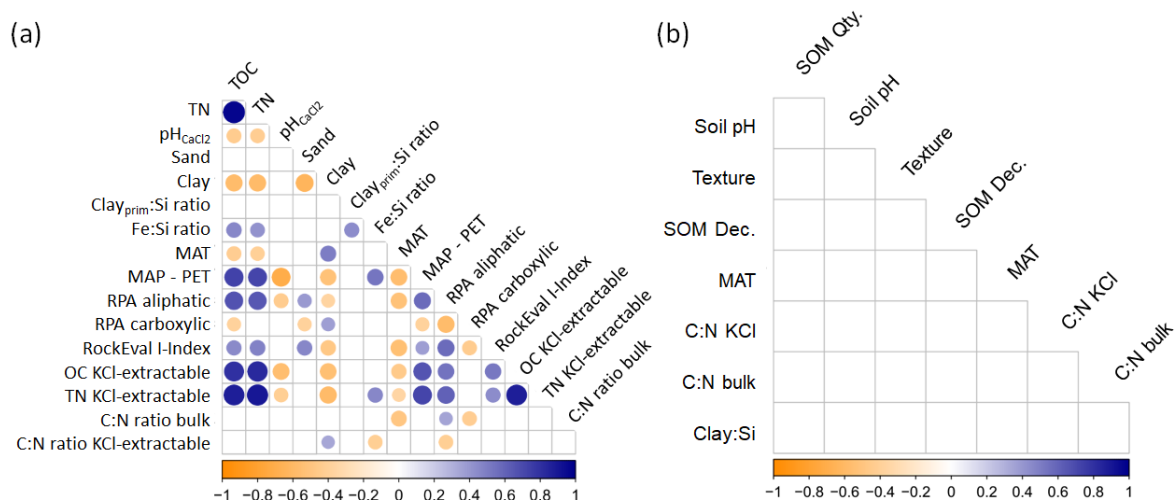 (a)
TOC
TN
pH_CaCl2
Sand
Clay
Clay_prim:Si ratio
Fe:Si ratio
MAT
MAP - PET
RPA aliphatic
RPA carboxylic
RockEval I-Index
OC KCl-extractable
TN KCl-extractable
C:N ratio bulk
TN
pH_CaCl2
Sand
Clay
Clay_prim:Si ratio
Fe:Si ratio
MAT
MAP - PET
RPA aliphatic
RPA carboxylic
RockEval I-Index
OC KCl-extractable
TN KCl-extractable
C:N ratio bulk
C:N ratio KCl-extractable
−1 −0.8 −0.6 −0.4 −0.2 0 0.2 0.4 0.6 0.8 1
(b)
SOM Qty.
Soil pH
Texture
SOM Dec.
MAT
C:N KCl
C:N bulk
Soil pH
Texture
SOM Dec.
MAT
C:N KCl
C:N bulk
Clay:Si
−1 −0.8 −0.6 −0.4 −0.2 0 0.2 0.4 0.6 0.8 1